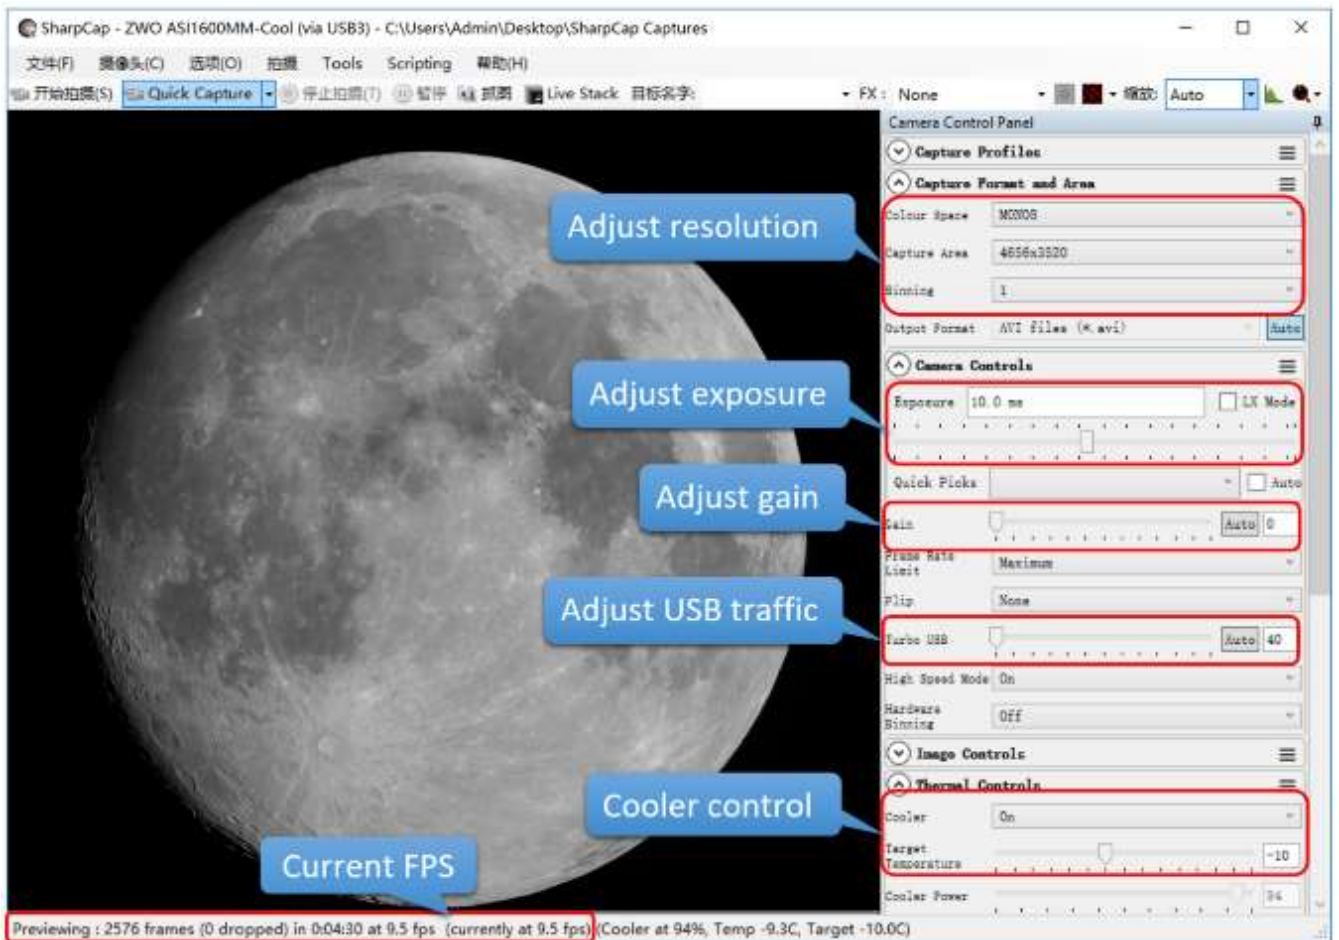 SharpCap - ZWO ASI1600MM-Cool (via USB3) - C:\Users\Admin\Desktop\SharpCap Captures
文件(F) 摄像头(C) 选项(O) 拍摄 Tools Scripting 帮助(H)
开始拍摄(S) Quick Capture 停止拍摄(T) 暂停 抓图 Live Stack 目标名字: FX : None 缩放: Auto
Camera Control Panel
Capture Profiles
Capture Format and Area
Adjust resolution
Colour Space MONO8
Capture Area 4656x3520
Binning 1
Output Format AVI files (*.avi) Auto
Camera Controls
Adjust exposure
Exposure 10.0 ms LX Mode
Quick Picks Auto
Adjust gain
Gain Auto 0
Frame Rate
Limit Maximum
Flip None
Adjust USB traffic
Turbo USB Auto 40
High Speed Mode On
Hardware
Binning Off
Image Controls
Thermal Controls
Cooler control
Cooler On
Target
Temperature -10
Cooler Power 94
Current FPS
Previewing : 2576 frames (0 dropped) in 0:04:30 at 9.5 fps (currently at 9.5 fps) (Cooler at 94%, Temp -9.3C, Target -10.0C)